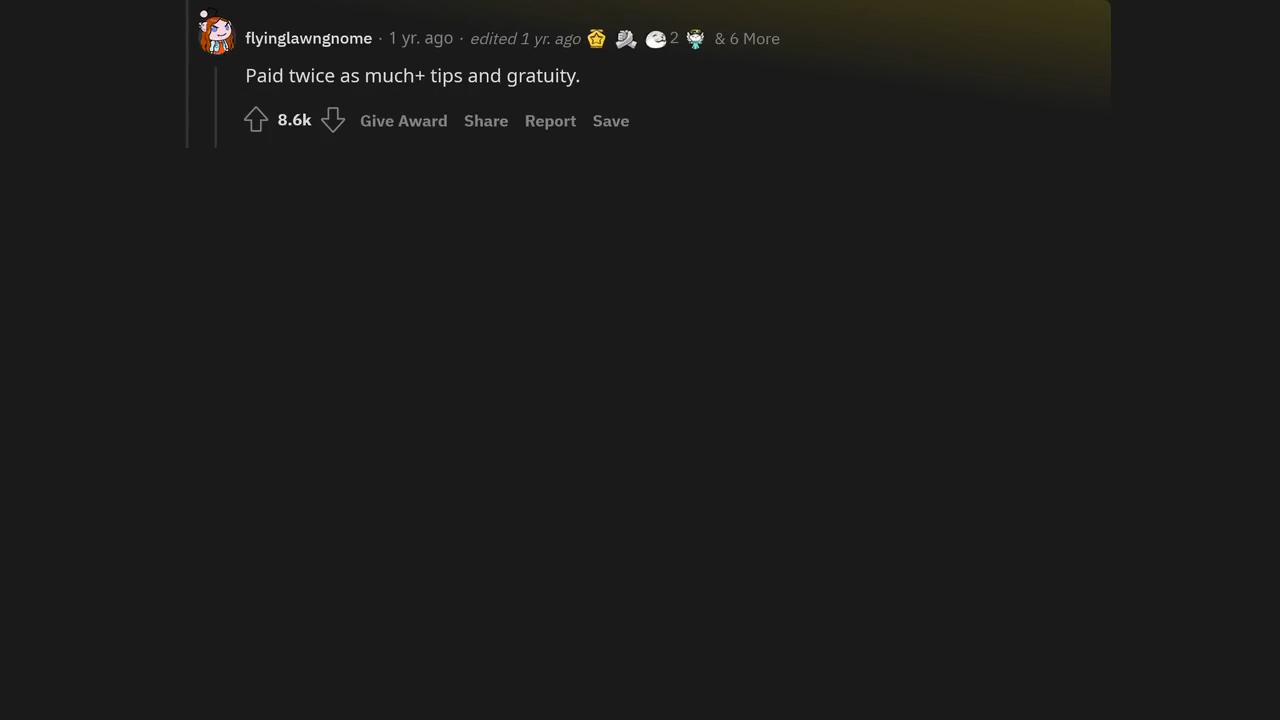 flyinglawngnome · 1 yr. ago · edited 1 yr. ago 2 & 6 More
Paid twice as much+ tips and gratuity.
8.6k Give Award Share Report Save